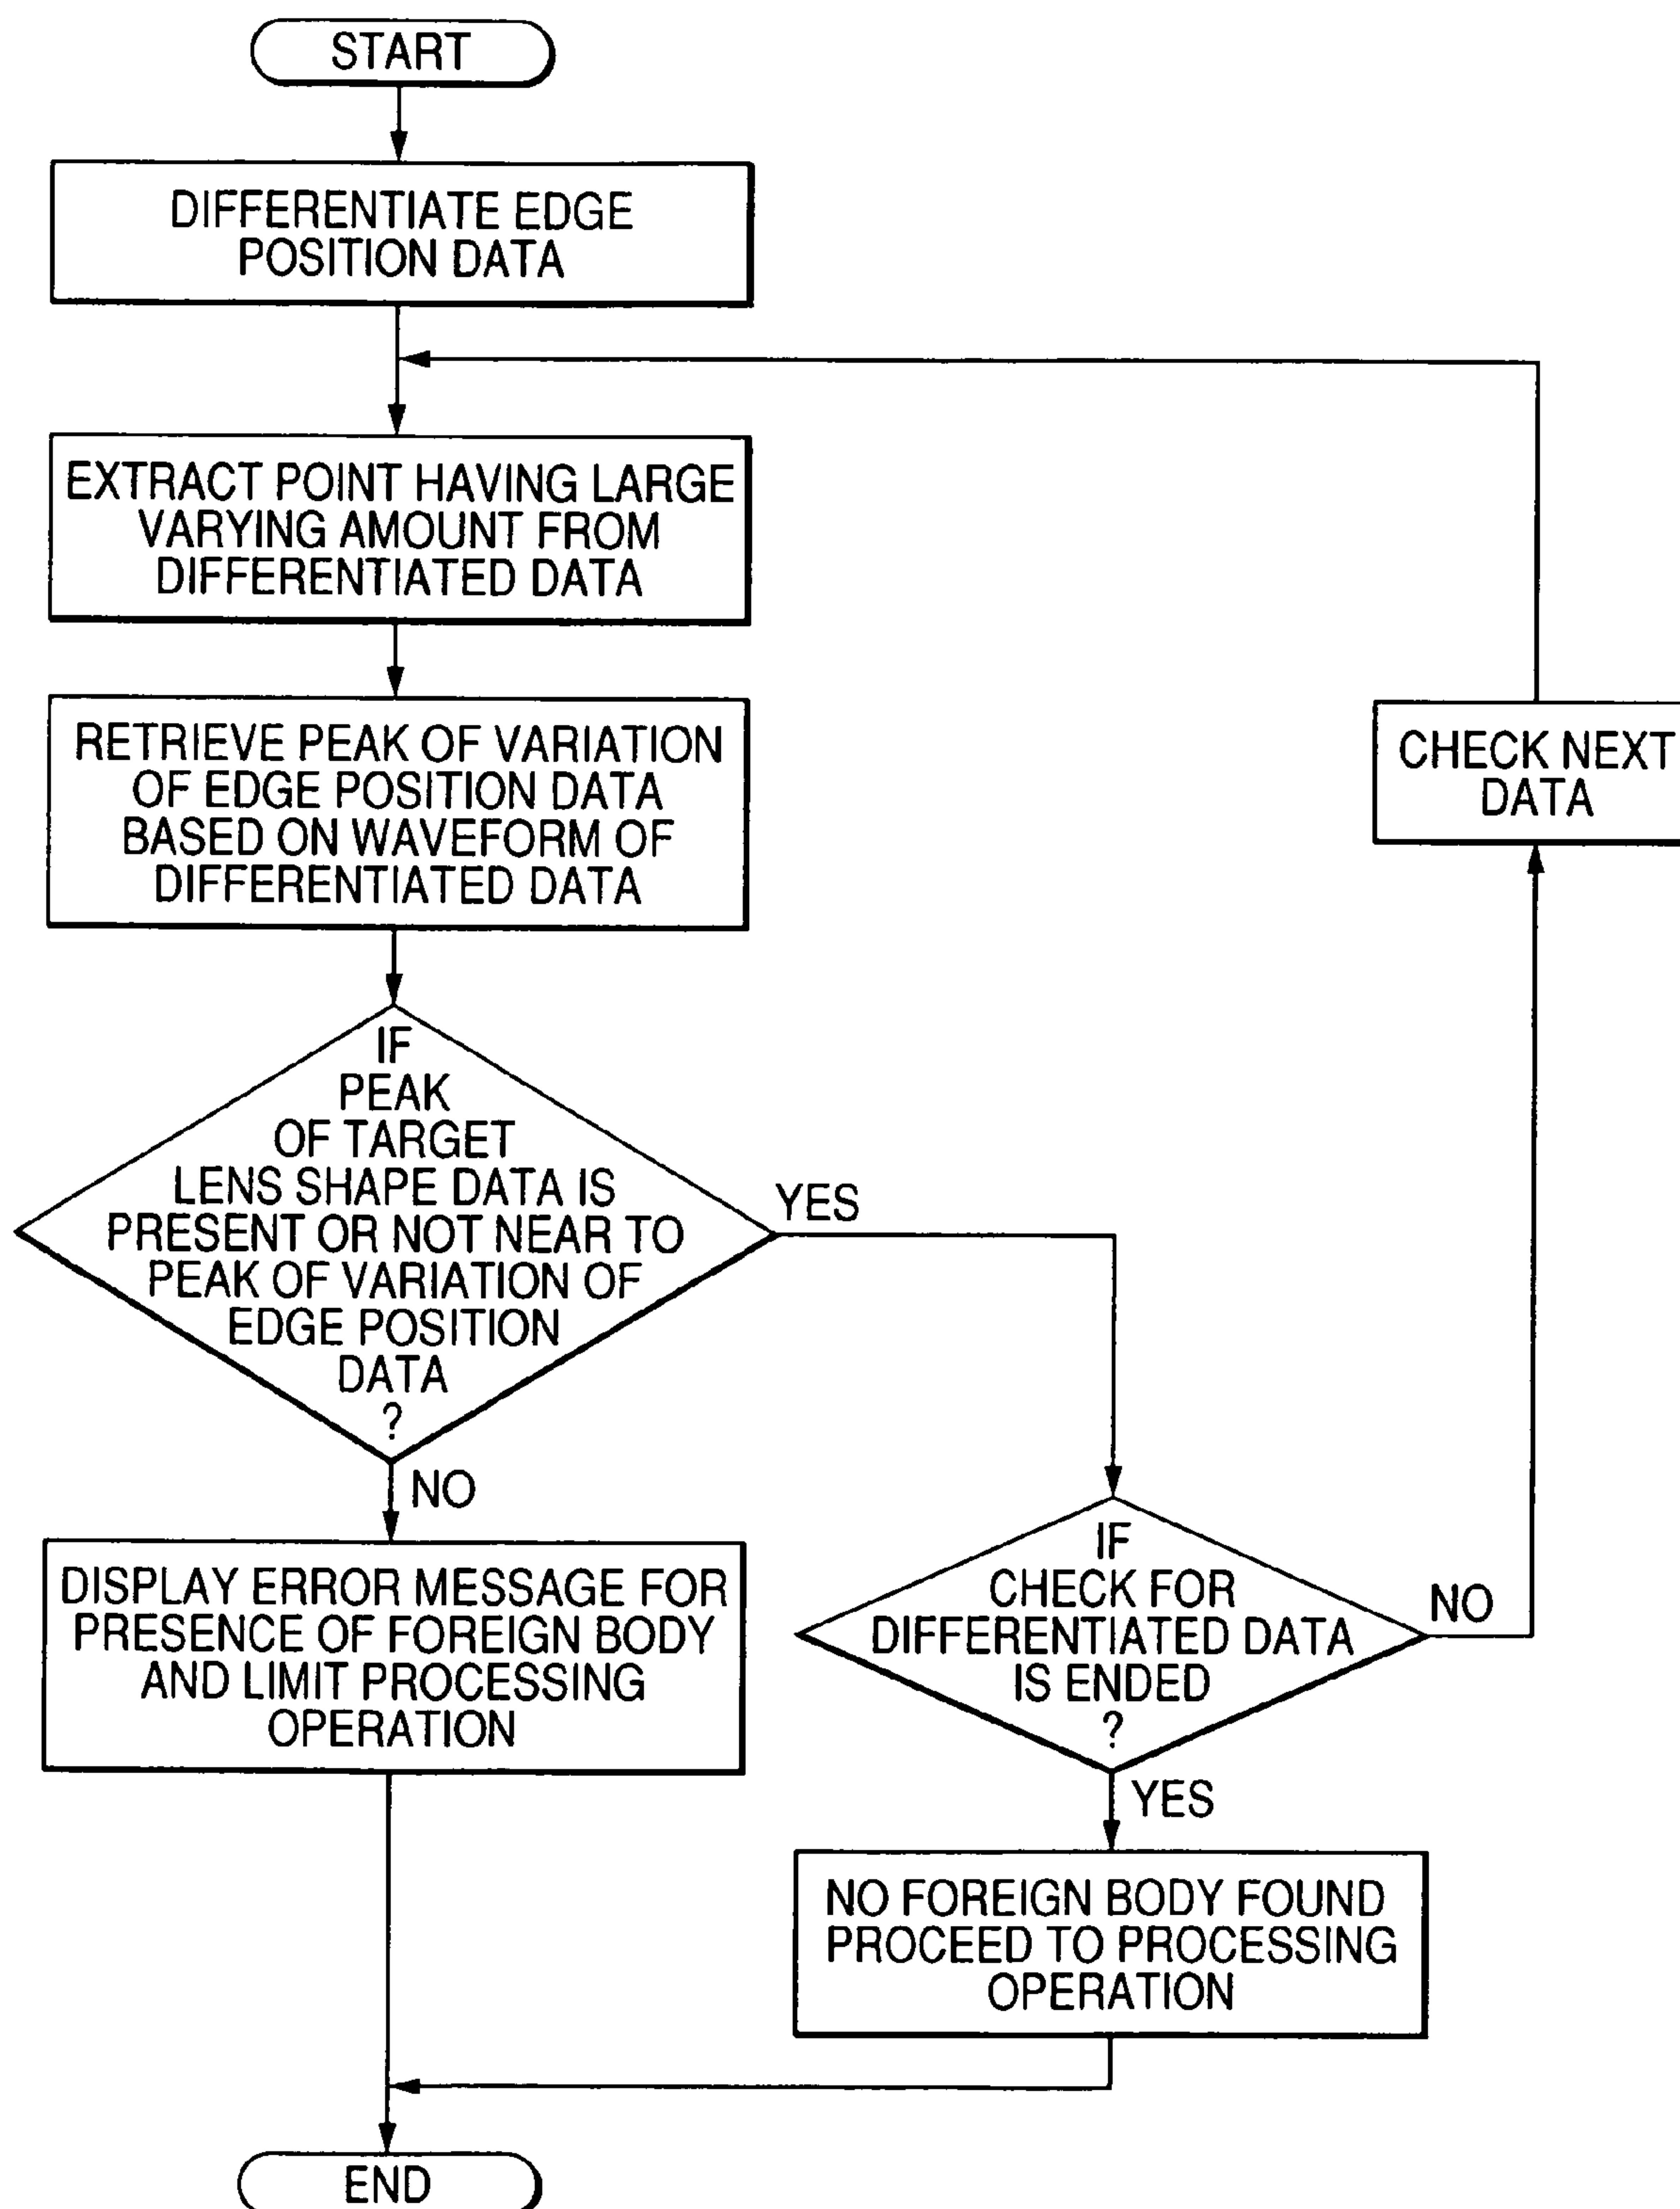 START
DIFFERENTIATE EDGE
POSITION DATA
EXTRACT POINT HAVING LARGE
VARYING AMOUNT FROM
DIFFERENTIATED DATA
RETRIEVE PEAK OF VARIATION
OF EDGE POSITION DATA
BASED ON WAVEFORM OF
DIFFERENTIATED DATA
CHECK NEXT
DATA
IF
PEAK
OF TARGET
LENS SHAPE DATA IS
PRESENT OR NOT NEAR TO
PEAK OF VARIATION OF
EDGE POSITION
DATA
?
YES
NO
DISPLAY ERROR MESSAGE FOR
PRESENCE OF FOREIGN BODY
AND LIMIT PROCESSING
OPERATION
IF
CHECK FOR
DIFFERENTIATED DATA
IS ENDED
?
NO
YES
NO FOREIGN BODY FOUND
PROCEED TO PROCESSING
OPERATION
END